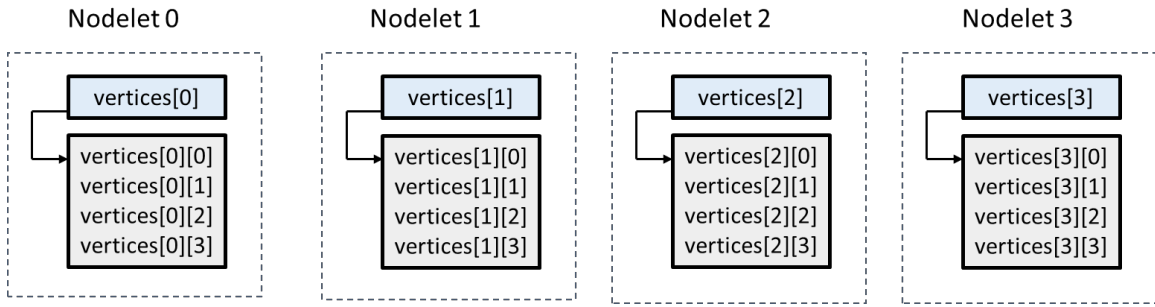 Nodelet 0
vertices[0]
vertices[0][0]
vertices[0][1]
vertices[0][2]
vertices[0][3]
Nodelet 1
vertices[1]
vertices[1][0]
vertices[1][1]
vertices[1][2]
vertices[1][3]
Nodelet 2
vertices[2]
vertices[2][0]
vertices[2][1]
vertices[2][2]
vertices[2][3]
Nodelet 3
vertices[3]
vertices[3][0]
vertices[3][1]
vertices[3][2]
vertices[3][3]